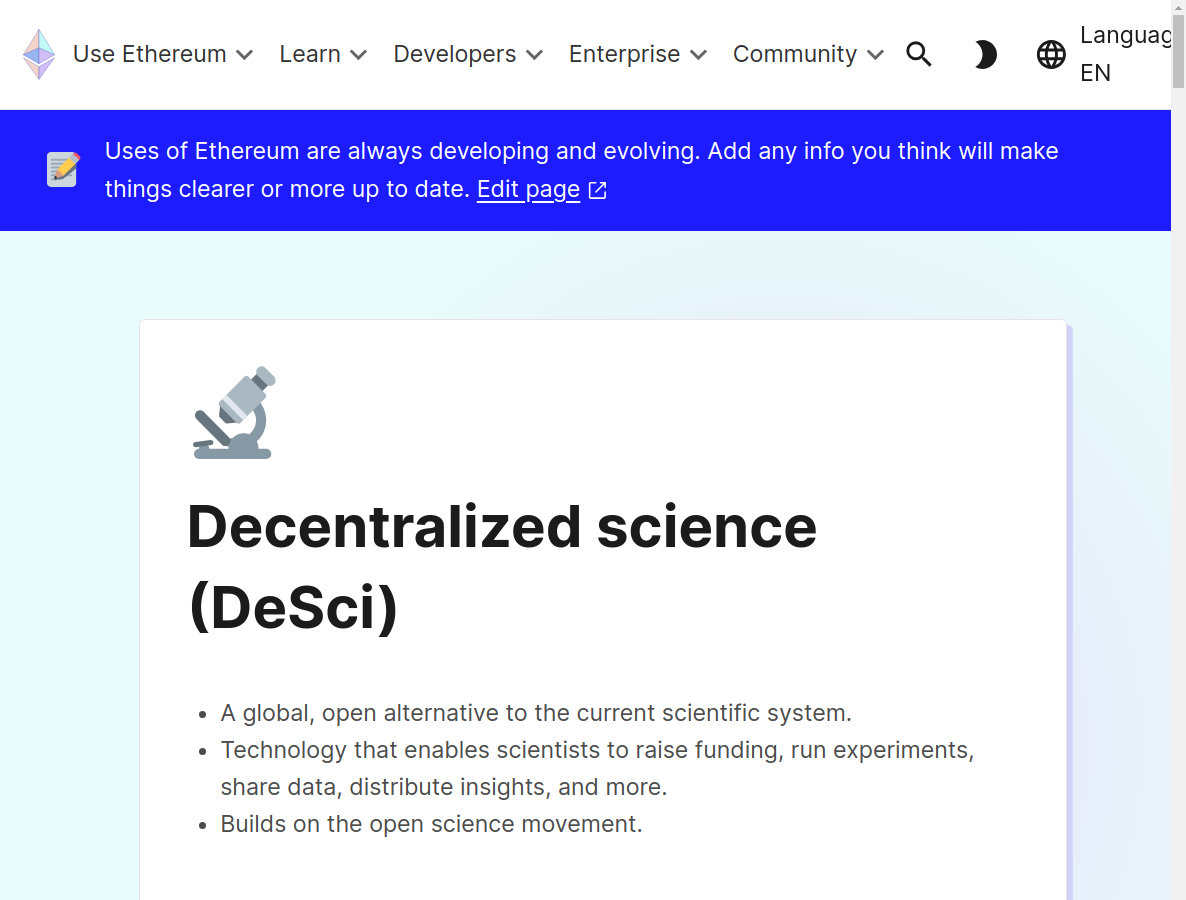 Use Ethereum Learn Developers Enterprise Community
EN
Uses of Ethereum are always developing and evolving. Add any info you think will make
things clearer or more up to date. Edit page
Decentralized science
(DeSci)
A global, open alternative to the current scientific system.
Technology that enables scientists to raise funding, run experiments,
share data, distribute insights, and more.
Builds on the open science movement.